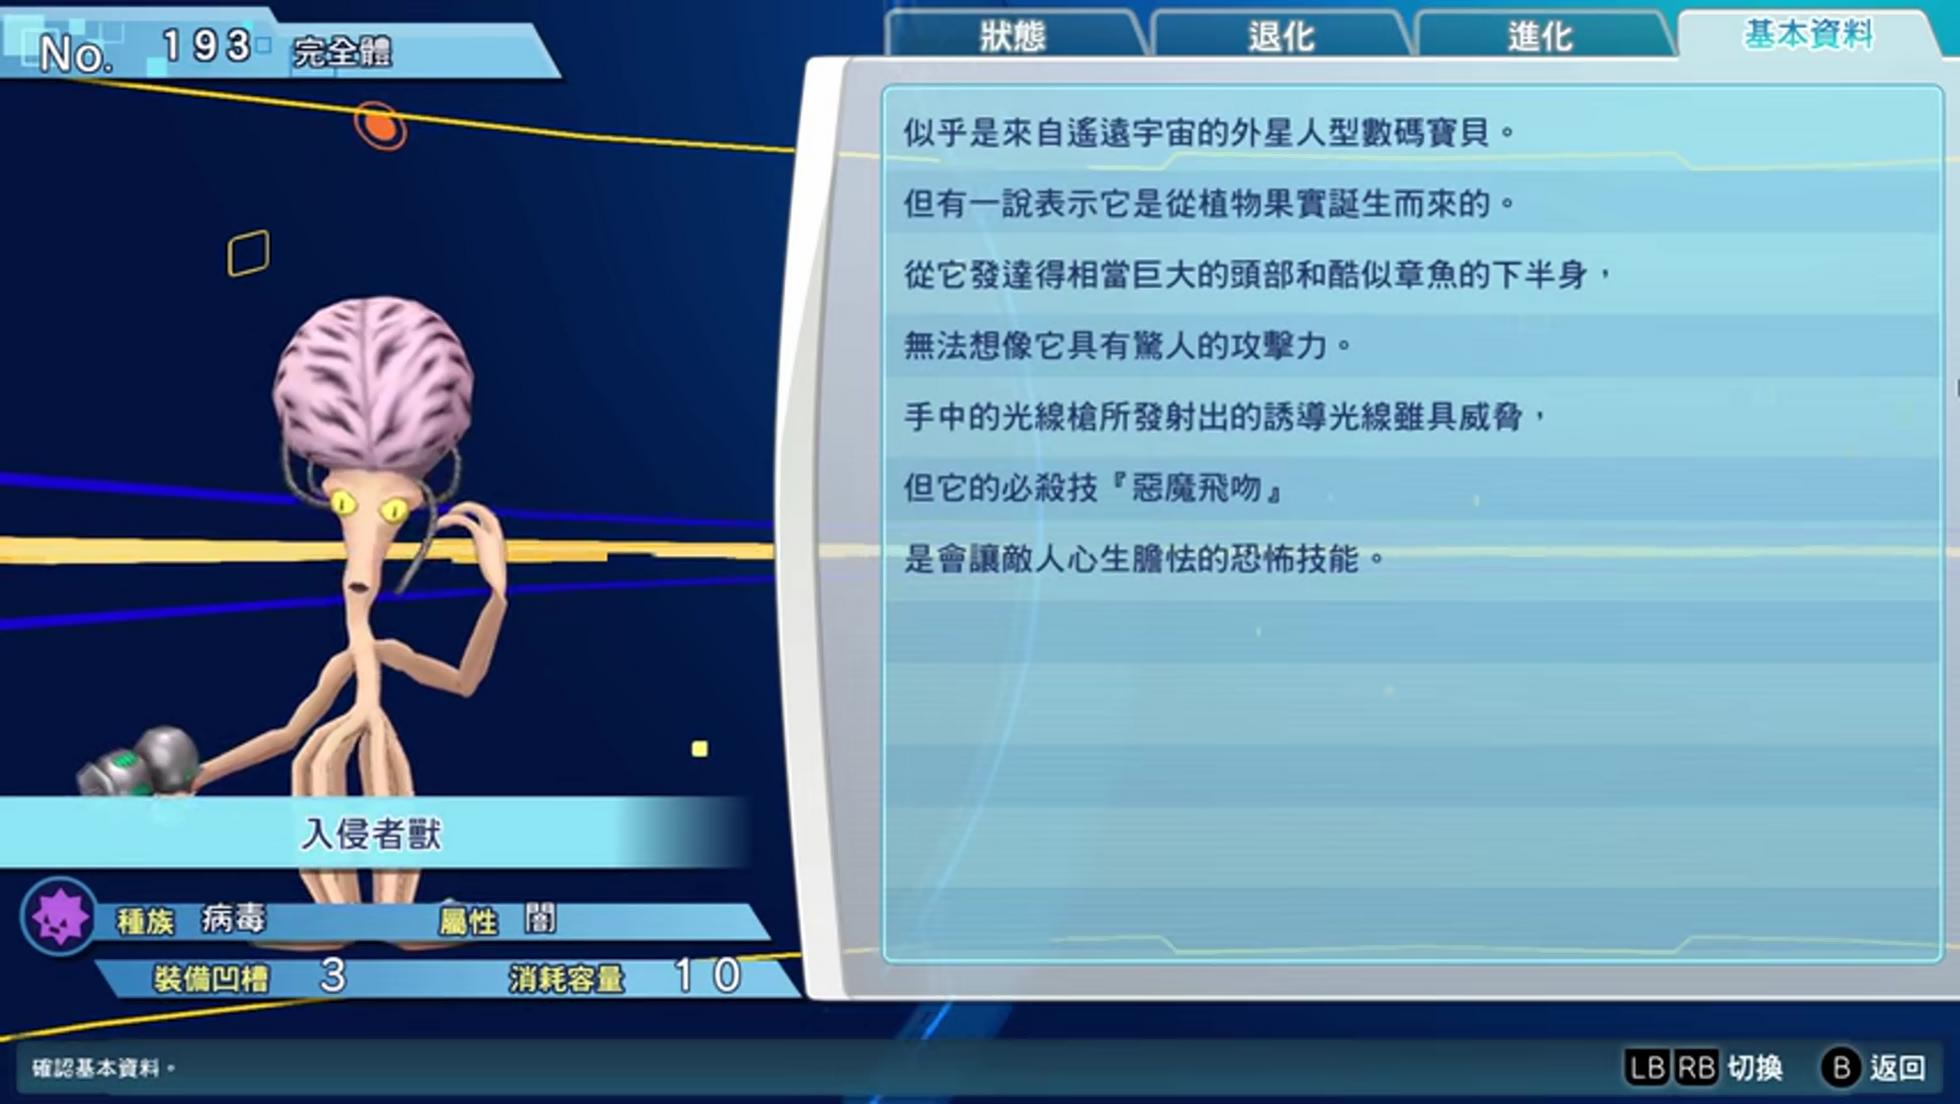 No. 193 完全體
狀態 退化 進化 基本資料
似乎是來自遙遠宇宙的外星人型數碼寶貝。
但有一說表示它是從植物果實誕生而來的。
從它發達得相當巨大的頭部和酷似章魚的下半身，
無法想像它具有驚人的攻擊力。
手中的光線槍所發射出的誘導光線雖具威脅，
但它的必殺技『惡魔飛吻』
是會讓敵人心生膽怯的恐怖技能。
入侵者獸
種族 病毒 屬性 闇
裝備凹槽 3 消耗容量 10
確認基本資料。
LB RB 切換 B 返回